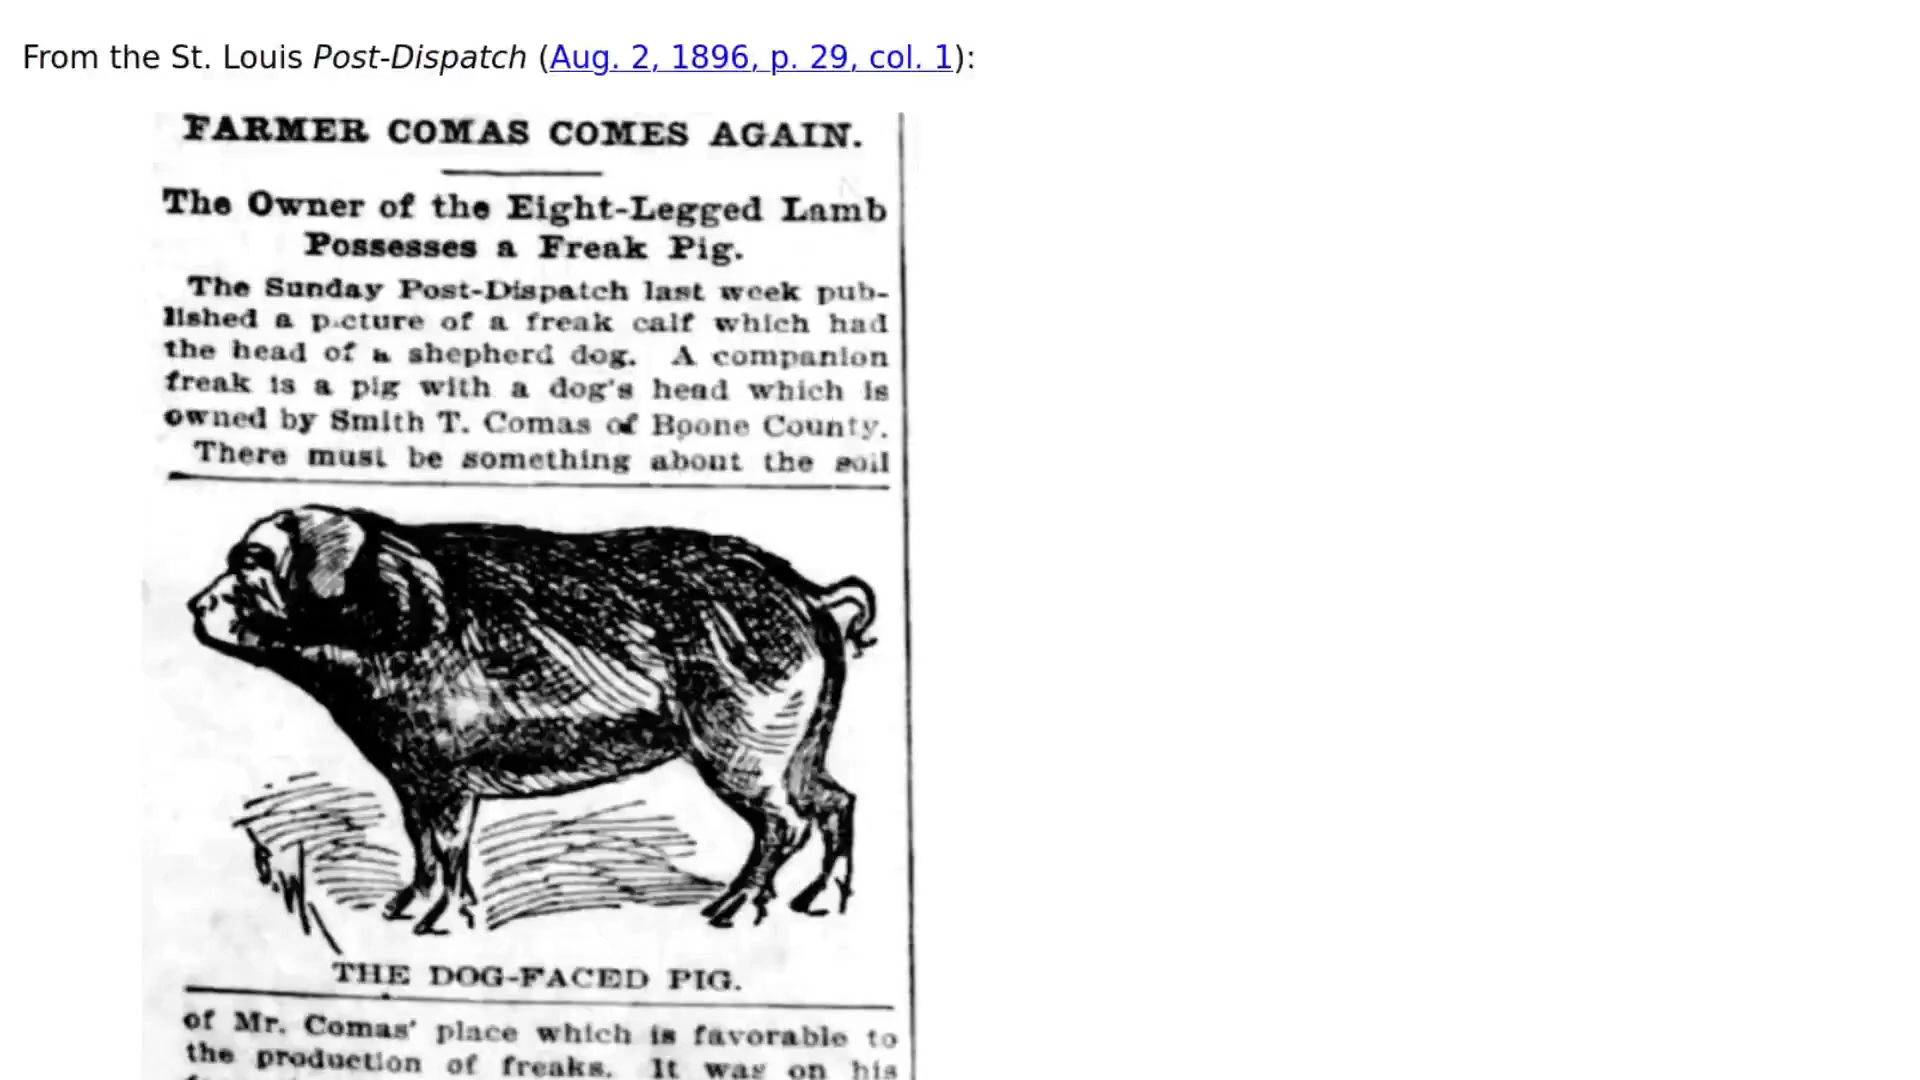 From the St. Louis Post-Dispatch (Aug. 2, 1896, p. 29, col. 1):
FARMER COMAS COMES AGAIN.
The Owner of the Eight-Legged Lamb
Possesses a Freak Pig.
The Sunday Post-Dispatch last week pub-
lished a picture of a freak calf which had
the head of a shepherd dog. A companion
freak is a pig with a dog's head which is
owned by Smith T. Comas of Boone County.
There must be something about the soil
B.W
THE DOG-FACED PIG.
of Mr. Comas' place which is favorable to
the production of freaks. It was on his